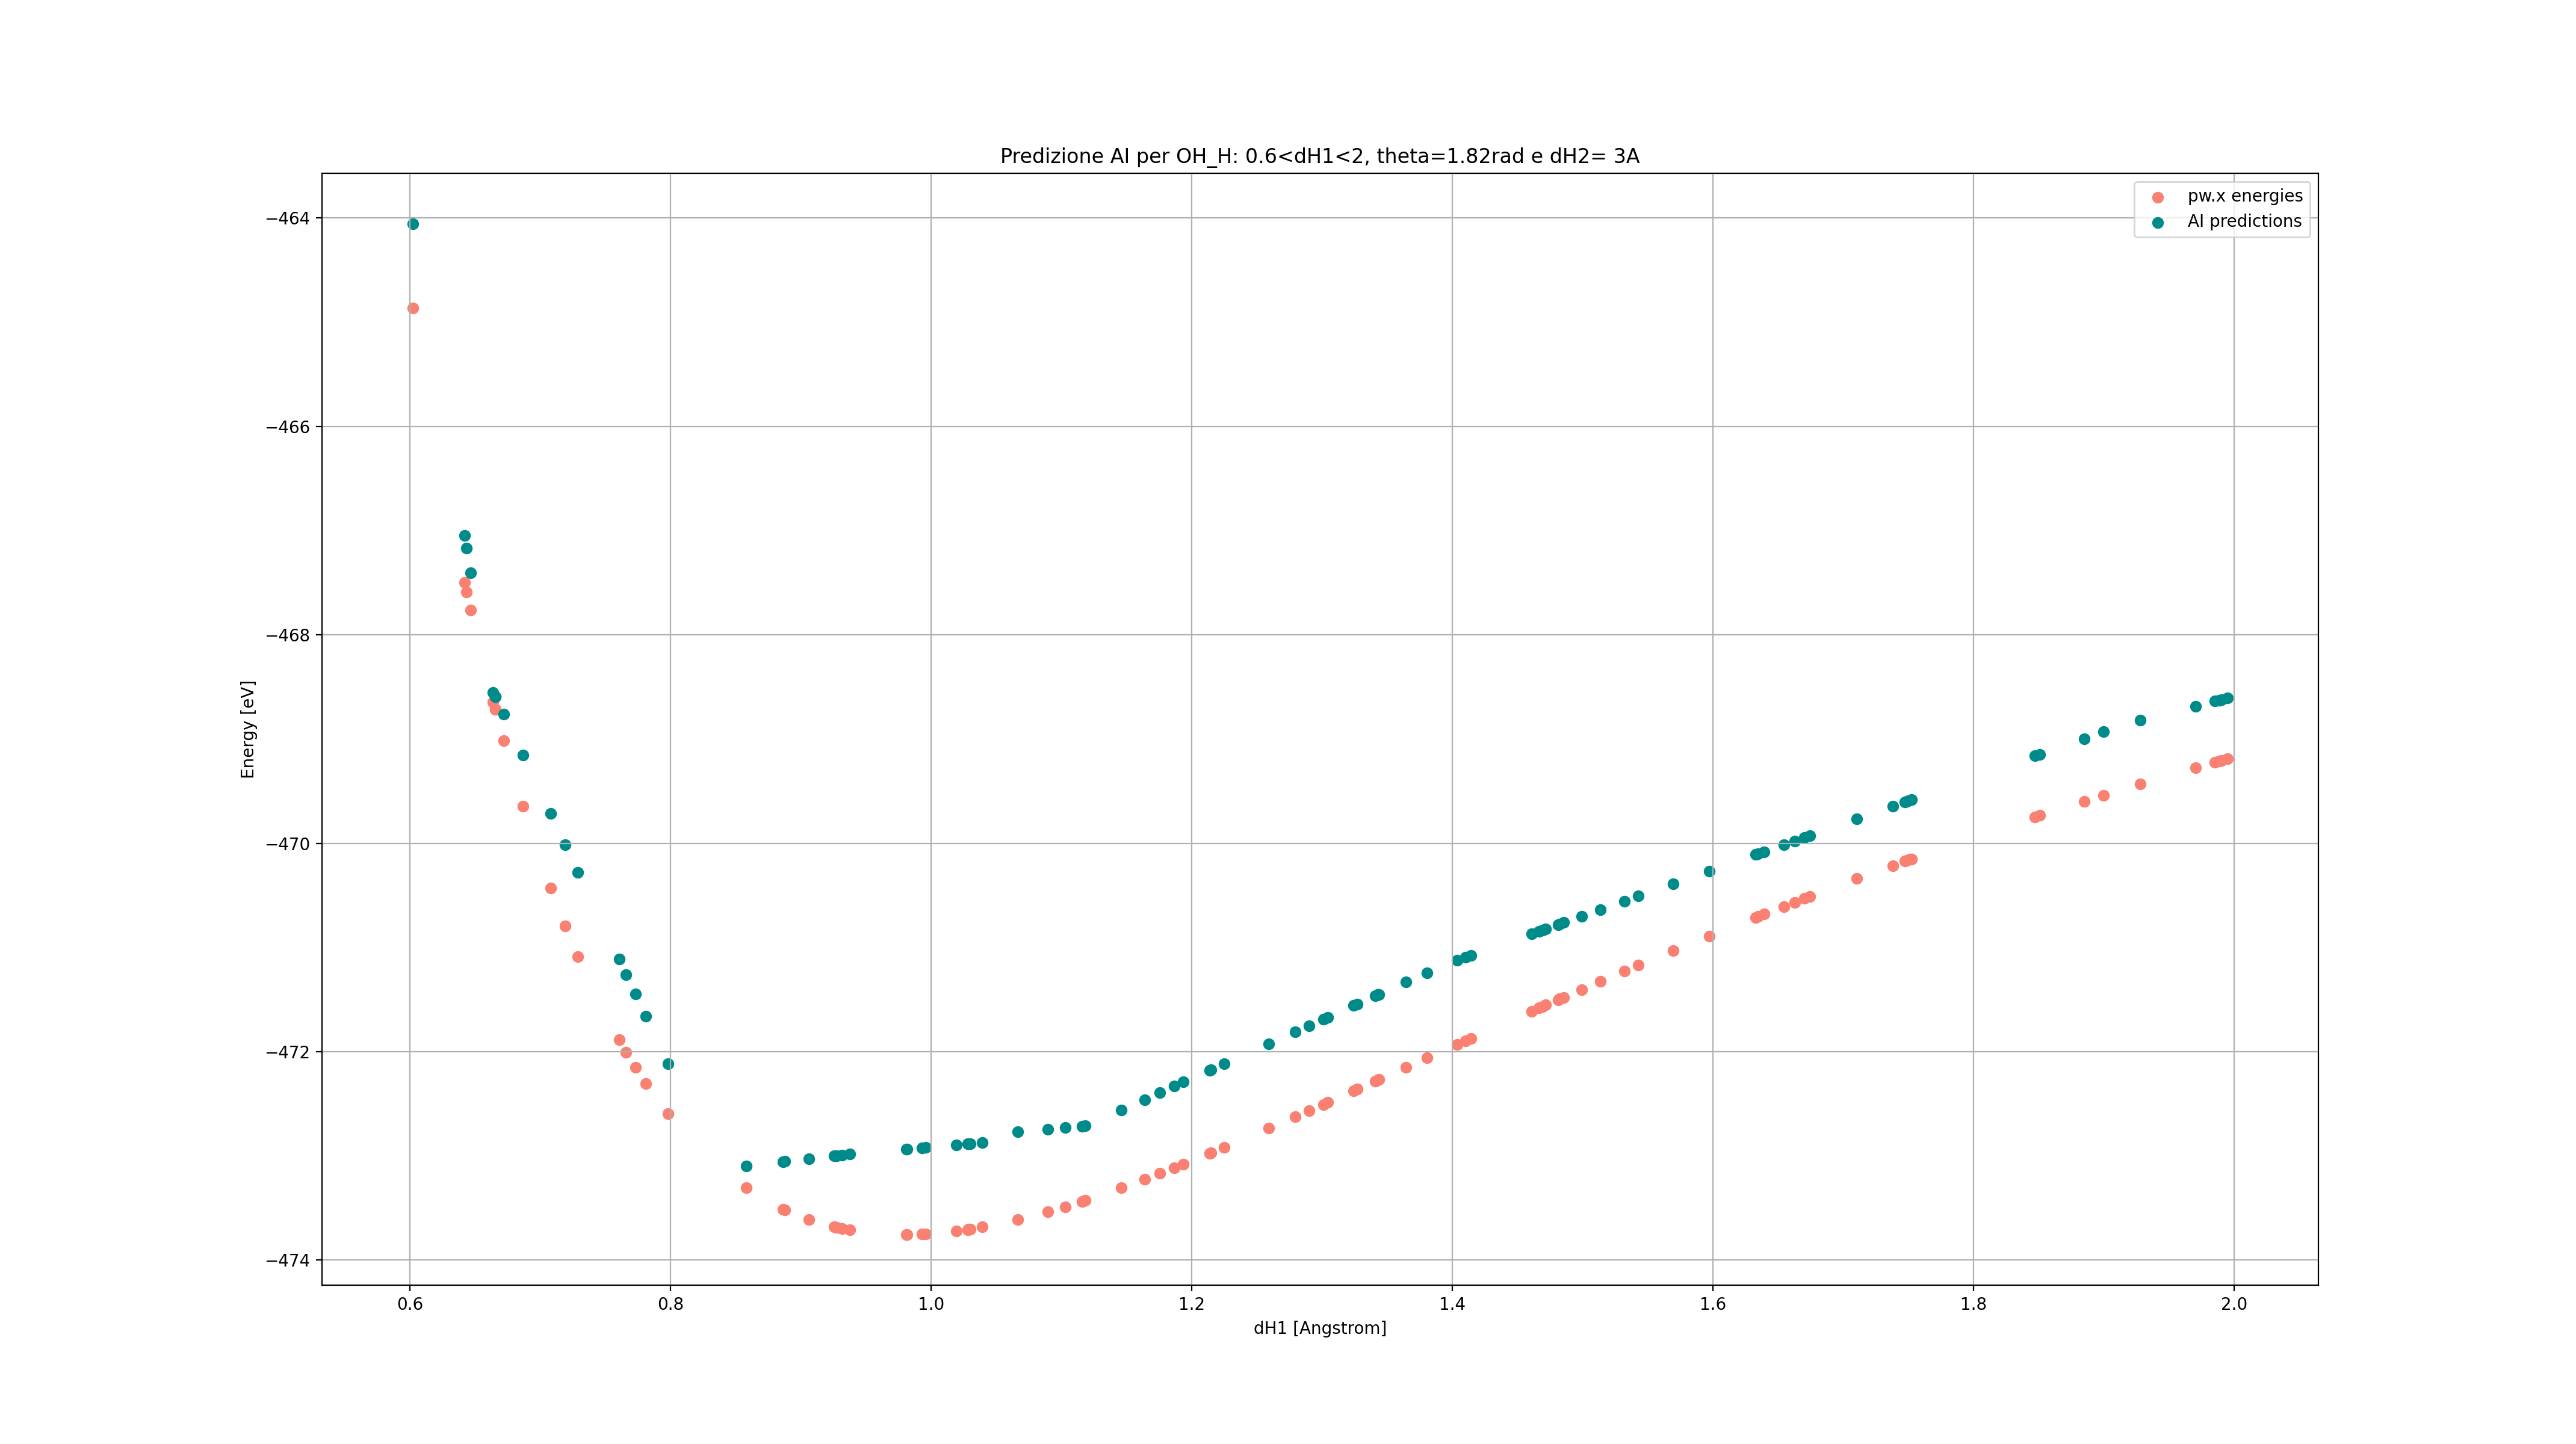 Predizione AI per OH_H: 0.6<dH1<2, theta=1.82rad e dH2= 3A
pw.x energies
AI predictions
−464
−466
−468
−470
−472
−474
Energy [eV]
0.6
0.8
1.0
1.2
1.4
1.6
1.8
2.0
dH1 [Angstrom]